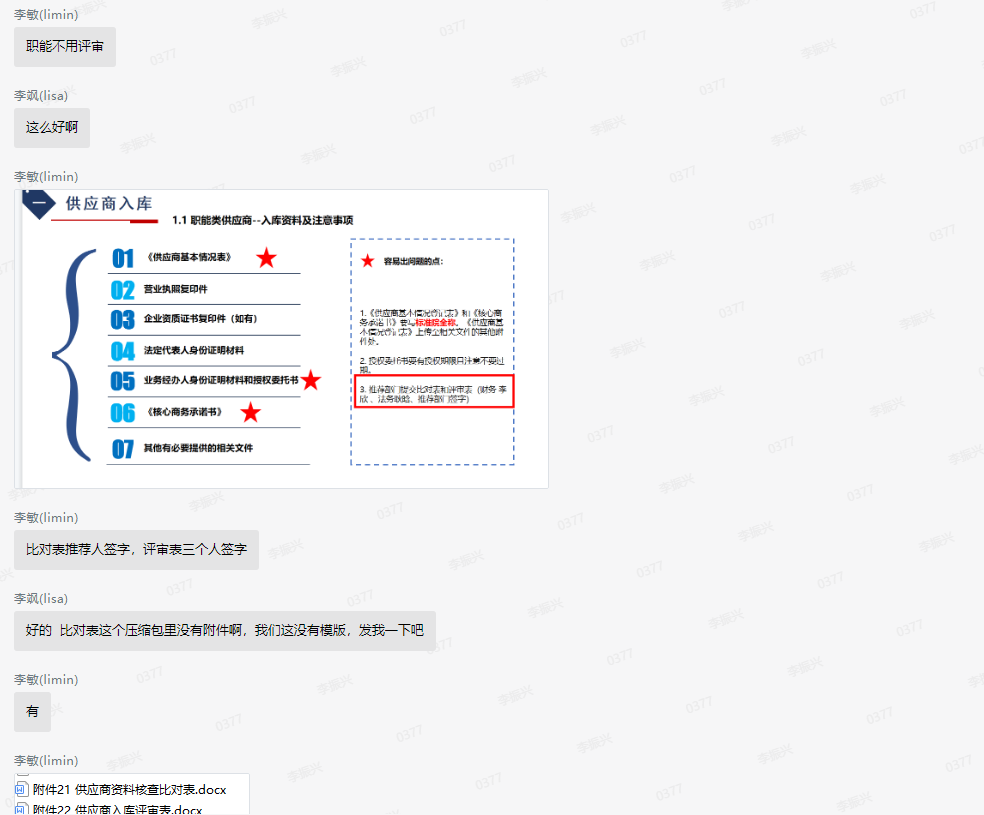 李敏(limin)
职能不用评审
李飒(lisa)
这么好啊
李敏(limin)
一
供应商入库
1.1 职能类供应商--入库资料及注意事项
01 《供应商基本情况表》
02 营业执照复印件
03 企业资质证书复印件（如有）
04 法定代表人身份证明材料
05 业务经办人身份证明材料和授权委托书
06 《核心商务承诺书》
07 其他有必要提供的相关文件
容易出问题的点：
1.《供应商基本情况登记表》和《核心商
务承诺书》要写标准院全称。《供应商基
本情况登记表》上传至相关文件的其他附
件处。
2. 授权委托书要有授权期限且注意不要过
期。
3. 推荐部门提交比对表和评审表（财务 李
欣 、法务 、推荐部门签字）
李敏(limin)
比对表推荐人签字，评审表三个人签字
李飒(lisa)
好的 比对表这个压缩包里没有附件啊，我们这没有模版，发我一下吧
李敏(limin)
有
李敏(limin)
附件21 供应商资料核查比对表.docx
附件22 供应商入库评审表.docx
李振兴
0377